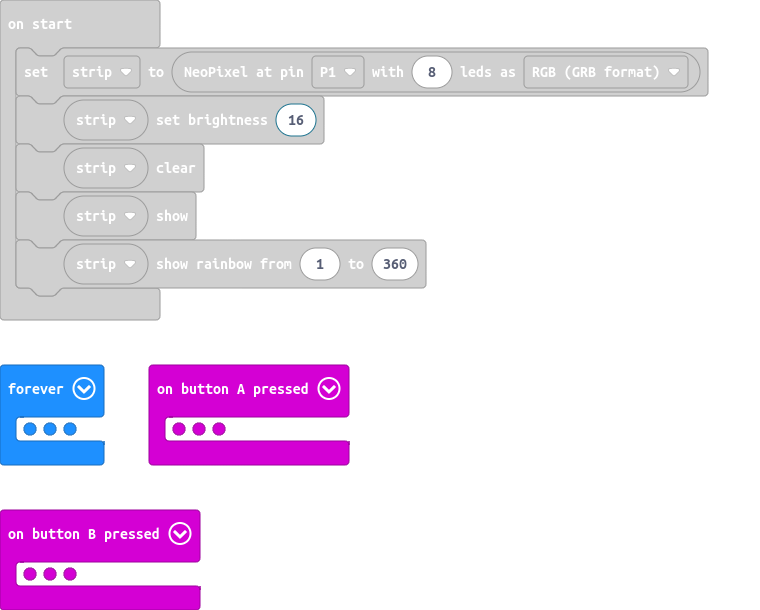 on start
set strip to NeoPixel at pin P1 with 8 leds as RGB (GRB format)
strip set brightness 16
strip clear
strip show
strip show rainbow from 1 to 360
forever
on button A pressed
on button B pressed